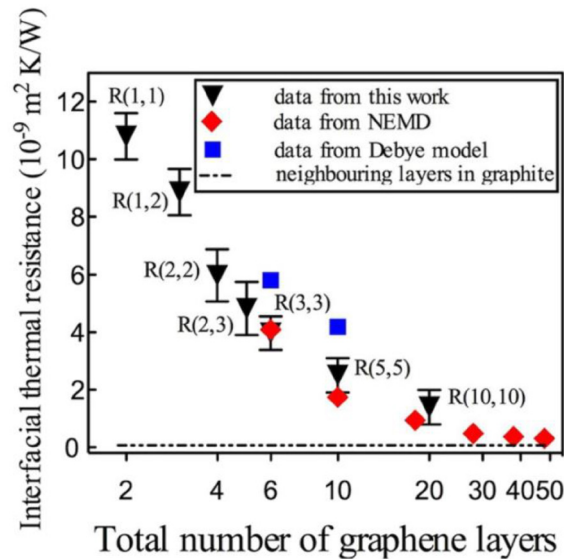 Interfacial thermal resistance (10⁻⁹ m² K/W)
12
10
8
6
4
2
0
R(1,1)
R(1,2)
R(2,2)
R(2,3)
R(3,3)
R(5,5)
R(10,10)
data from this work
data from NEMD
data from Debye model
neighbouring layers in graphite
2 4 6 10 20 30 40 50
Total number of graphene layers